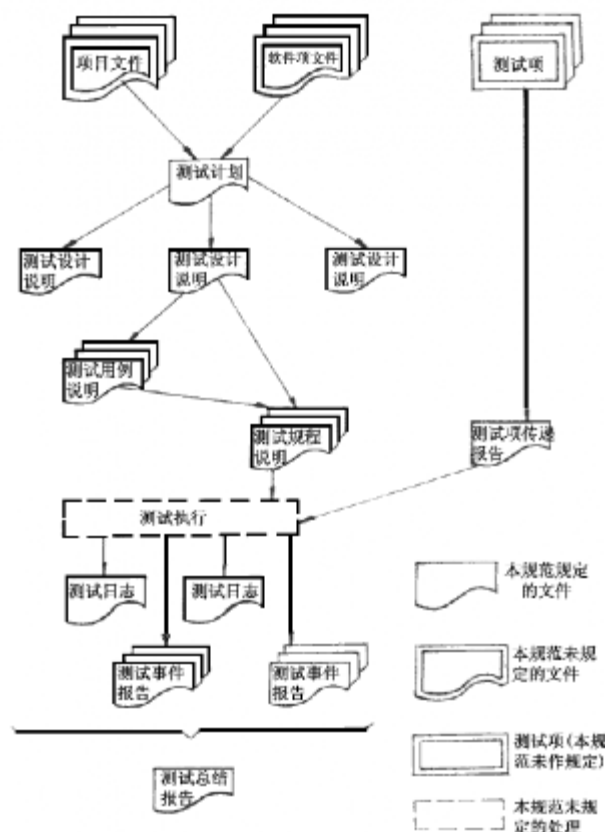 项目文件
软件项文件
测试项
测试计划
测试设计
说明
测试设计
说明
测试设计
说明
测试用例
说明
测试规程
说明
测试项传递
报告
测试执行
测试日志
测试日志
测试事件
报告
测试事件
报告
测试总结
报告
本规范规定
的文件
本规范未规
定的文件
测试项(本规
范未作规定)
本规范未规
定的处理